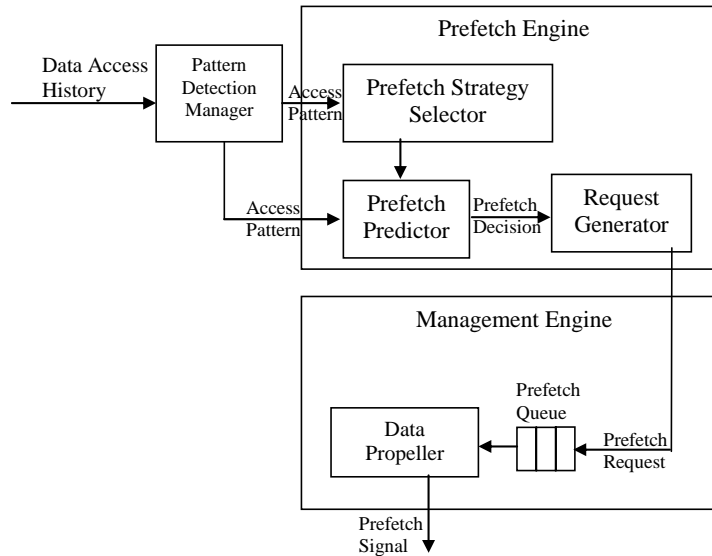 Prefetch Engine
Data Access
History
Pattern
Detection
Manager
Access
Pattern
Prefetch Strategy
Selector
Access
Pattern
Prefetch
Predictor
Prefetch
Decision
Request
Generator
Management Engine
Prefetch
Queue
Data
Propeller
Prefetch
Request
Prefetch
Signal